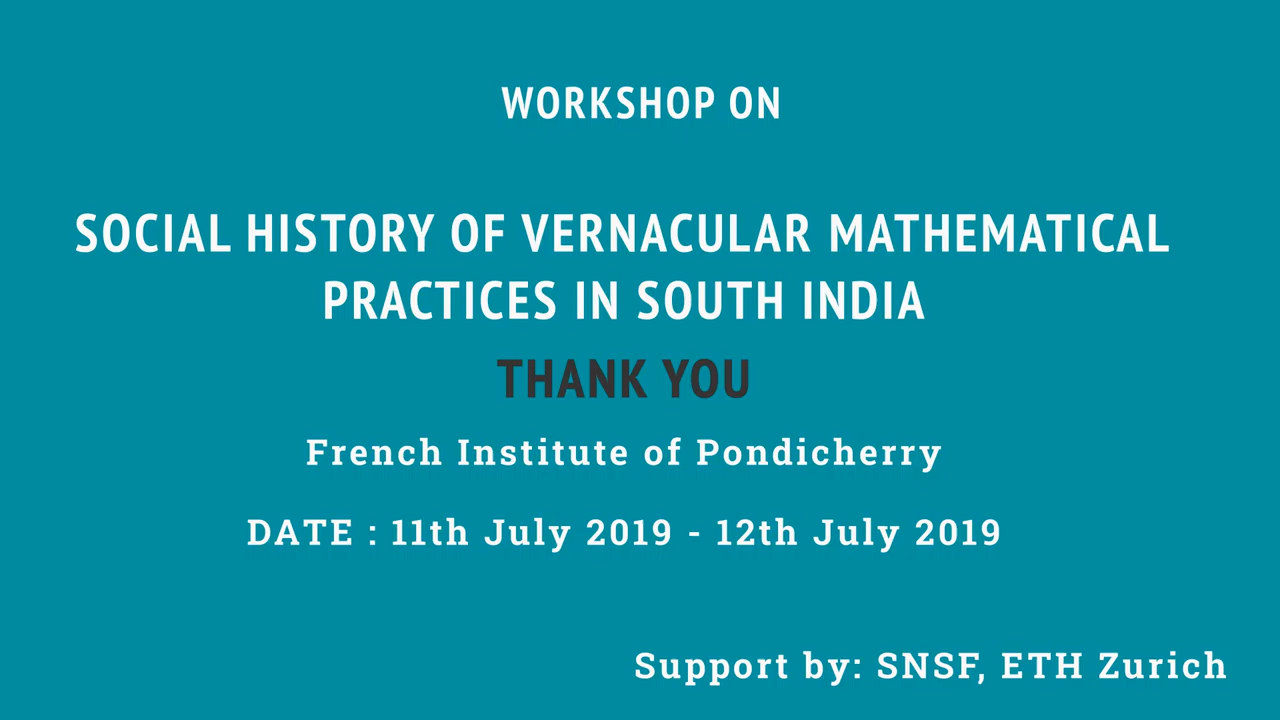 WORKSHOP ON
SOCIAL HISTORY OF VERNACULAR MATHEMATICAL
PRACTICES IN SOUTH INDIA
THANK YOU
French Institute of Pondicherry
DATE : 11th July 2019 - 12th July 2019
Support by: SNSF, ETH Zurich